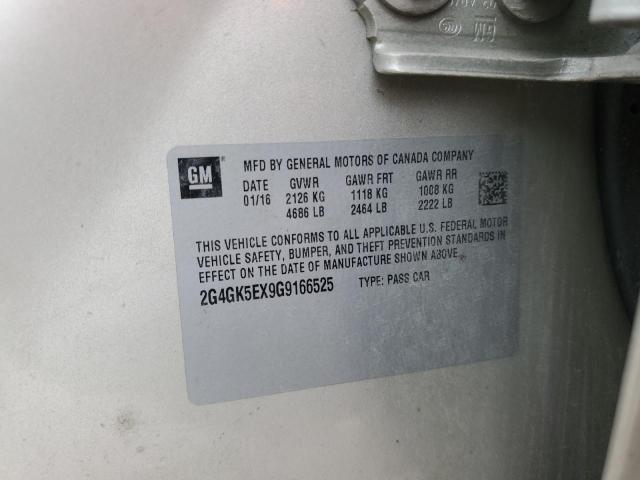 GM
MFD BY GENERAL MOTORS OF CANADA COMPANY
DATE GVWR GAWR FRT GAWR RR
01/16 2126 KG 1118 KG 1008 KG
4686 LB 2464 LB 2222 LB
THIS VEHICLE CONFORMS TO ALL APPLICABLE U.S. FEDERAL MOTOR
VEHICLE SAFETY, BUMPER, AND THEFT PREVENTION STANDARDS IN
EFFECT ON THE DATE OF MANUFACTURE SHOWN ABOVE
2G4GK5EX9G9166525 TYPE: PASS CAR